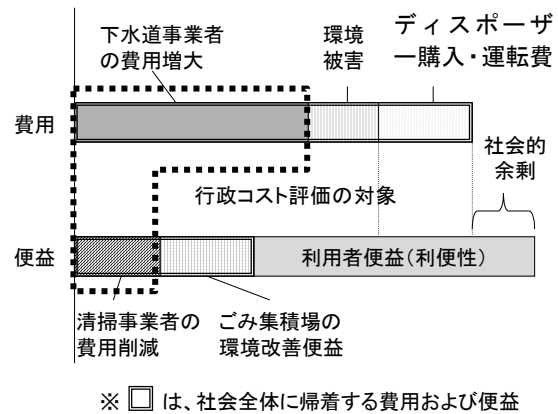 下水道事業者
の費用増大
環境
被害
ディスポーザ
ー購入・運転費
費用
社会的
余剰
行政コスト評価の対象
便益
利用者便益(利便性)
清掃事業者の
費用削減
ごみ集積場の
環境改善便益
※ は、社会全体に帰着する費用および便益